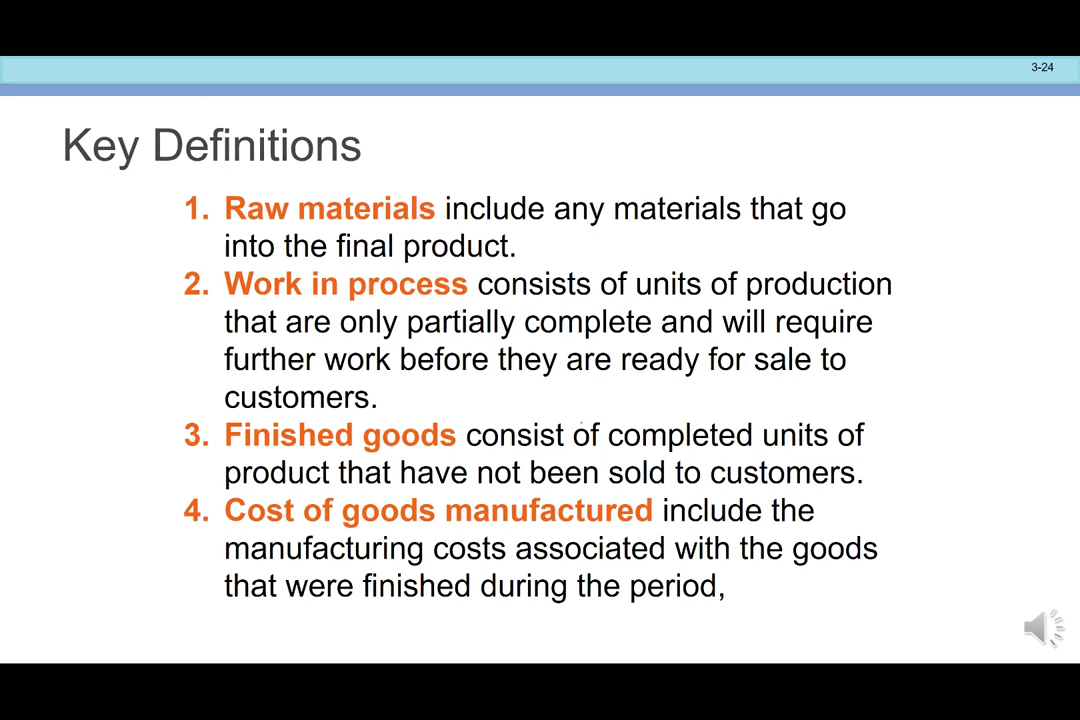 3-24
Key Definitions
1. Raw materials include any materials that go
into the final product.
2. Work in process consists of units of production
that are only partially complete and will require
further work before they are ready for sale to
customers.
3. Finished goods consist of completed units of
product that have not been sold to customers.
4. Cost of goods manufactured include the
manufacturing costs associated with the goods
that were finished during the period,